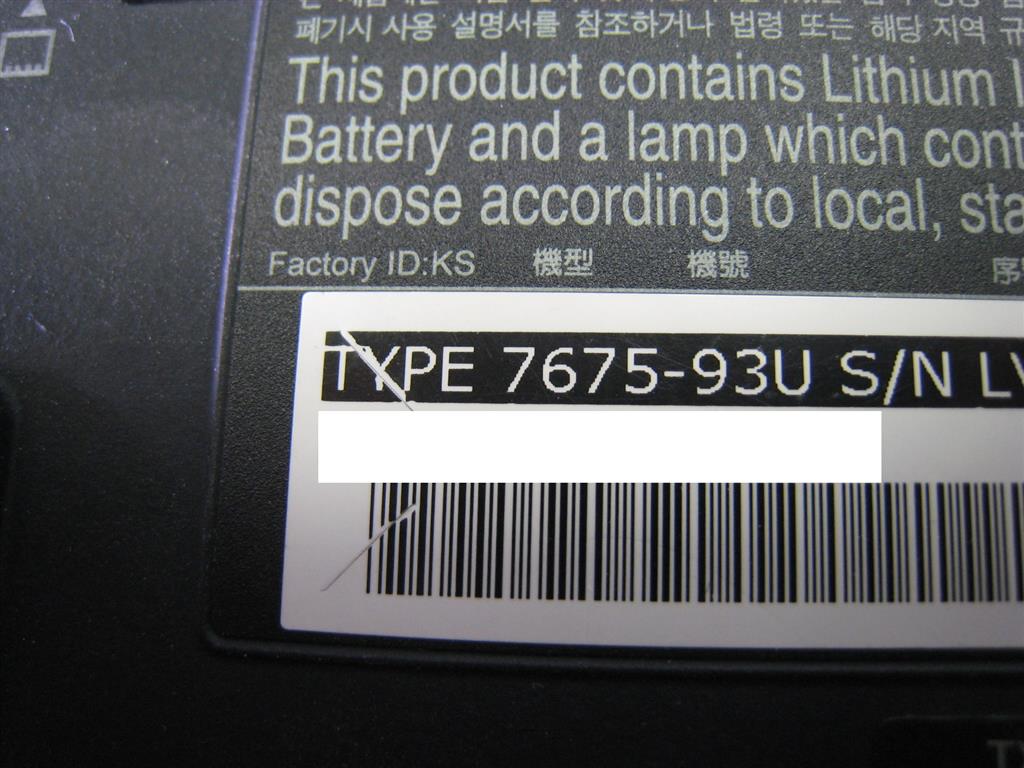 폐기시 사용 설명서를 참조하거나 법령 또는 해당 지역
This product contains Lithium
Battery and a lamp which
dispose according to local,
Factory ID:KS 機型 機號
TYPE 7675-93U S/N